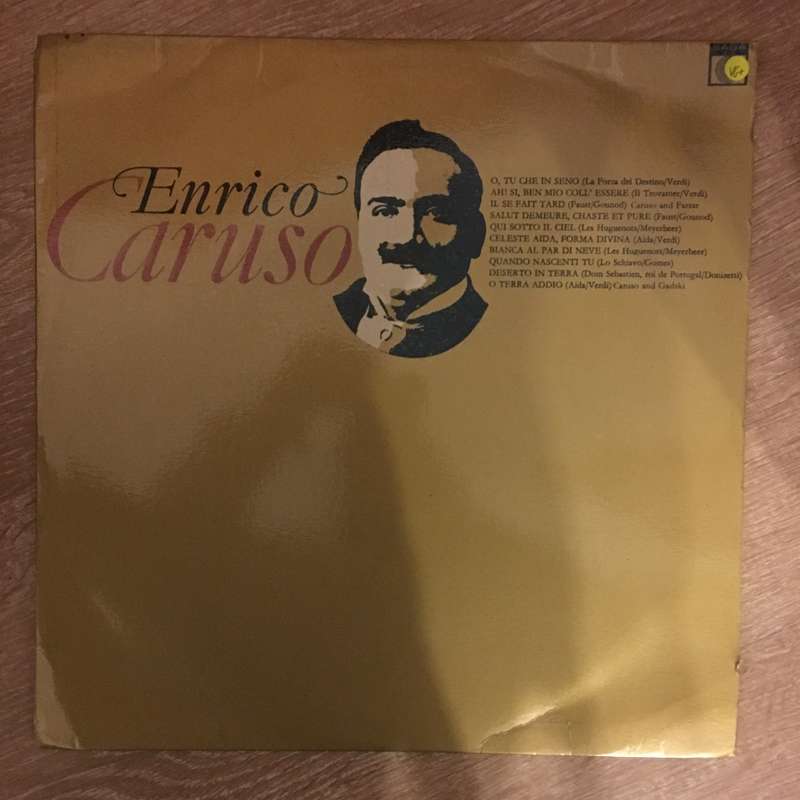 Enrico
Caruso
O, TU CHE IN SENO (La Forza del Destino/Verdi)
AH! SI, BEN MIO COLL' ESSERE (Il Trovatore/Verdi)
IL SE FAIT TARD (Faust/Gounod) Caruso and Farrar
SALUT DEMEURE, CHASTE ET PURE (Faust/Gounod)
QUI SOTTO IL CIEL (Les Huguenots/Meyerbeer)
CELESTE AIDA, FORMA DIVINA (Aida/Verdi)
BIANCA AL PAR DI NEVE (Les Huguenots/Meyerbeer)
QUANDO NASCENTI TU (Lo Schiavo/Gomes)
DESERTO IN TERRA (Dom Sebastien, roi de Portugal/Donizetti)
O TERRA ADDIO (Aida/Verdi) Caruso and Gadski
VG+